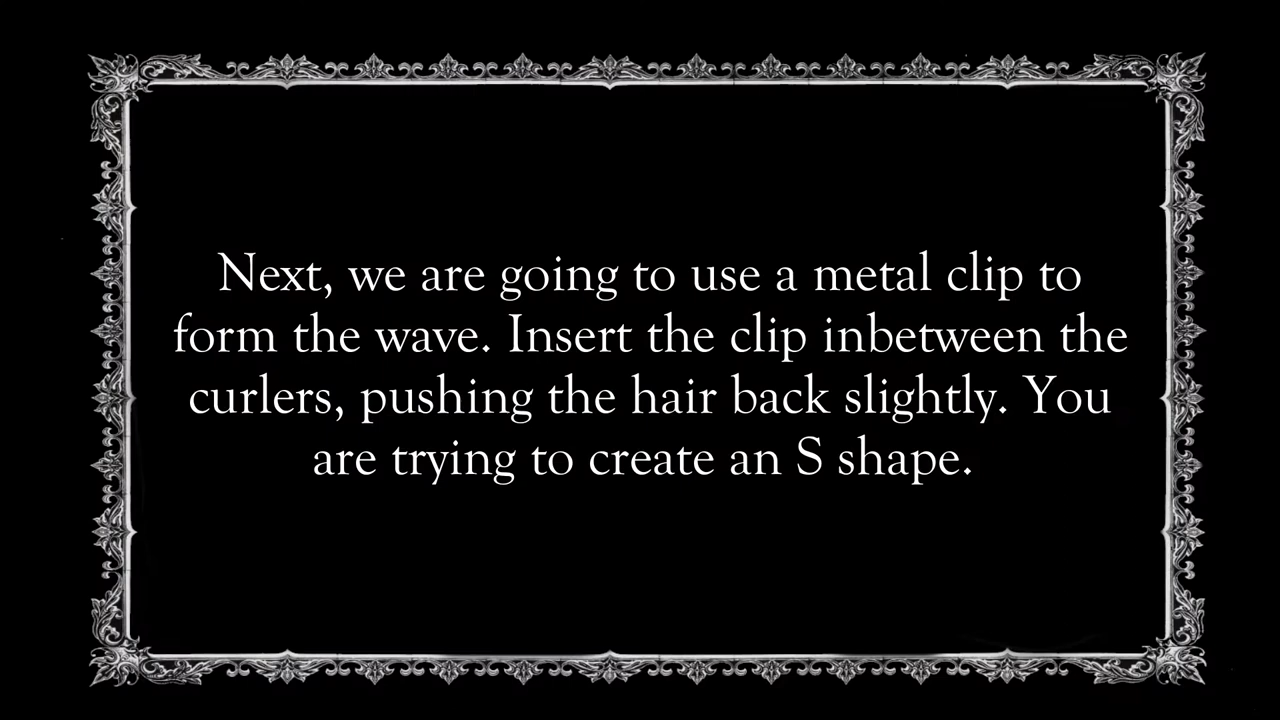 Next, we are going to use a metal clip to
form the wave. Insert the clip inbetween the
curlers, pushing the hair back slightly. You
are trying to create an S shape.